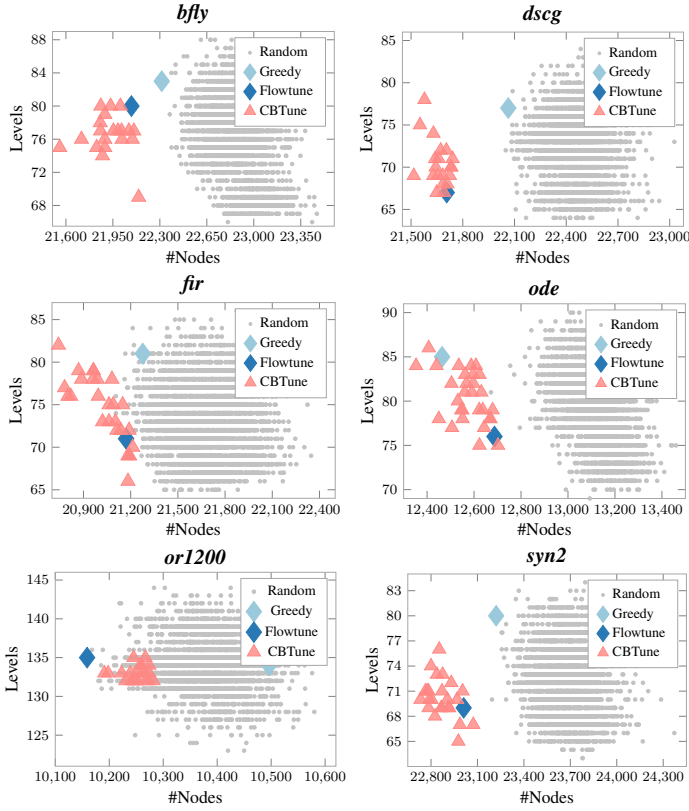 bfly
88
84
80
76
72
68
Levels
21,600
21,950
22,300
22,650
23,000
23,350
#Nodes
Random
Greedy
Flowtune
CBTune
dscg
85
80
75
70
65
Levels
21,500
21,800
22,100
22,400
22,700
23,000
#Nodes
Random
Greedy
Flowtune
CBTune
fir
85
80
75
70
65
Levels
20,900
21,200
21,500
21,800
22,100
22,400
#Nodes
Random
Greedy
Flowtune
CBTune
ode
90
85
80
75
70
Levels
12,400
12,600
12,800
13,000
13,200
13,400
#Nodes
Random
Greedy
Flowtune
CBTune
or1200
145
139
135
132
125
Levels
10,100
10,200
10,300
10,400
10,500
10,600
#Nodes
Random
Greedy
Flowtune
CBTune
syn2
83
80
77
74
71
68
65
Levels
22,800
23,100
23,400
23,700
24,000
24,300
#Nodes
Random
Greedy
Flowtune
CBTune